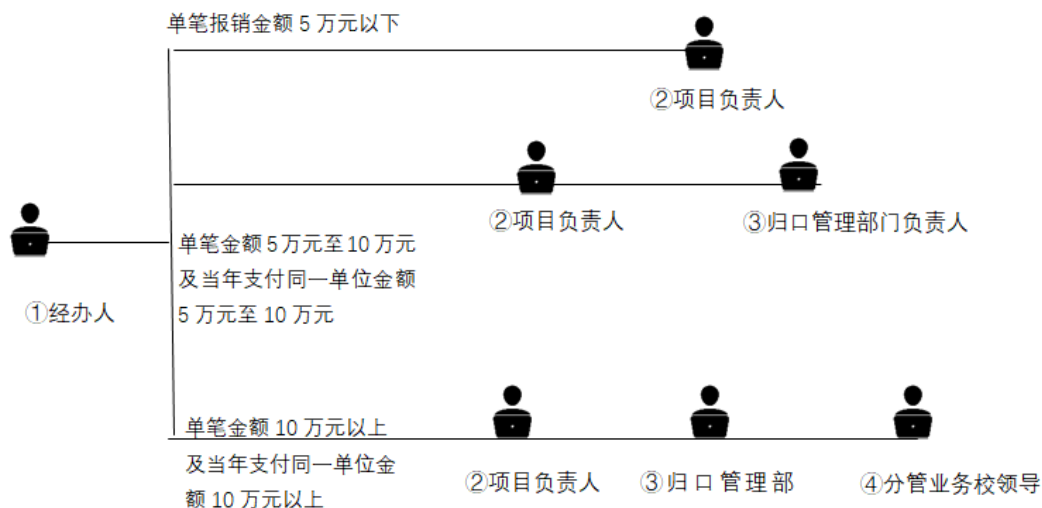 单笔报销金额 5 万元以下
②项目负责人
②项目负责人
③归口管理部门负责人
①经办人
单笔金额 5 万元至 10 万元
及当年支付同一单位金额
5 万元至 10 万元
单笔金额 10 万元以上
及当年支付同一单位金
额 10 万元以上
②项目负责人
③归口管理部
④分管业务校领导